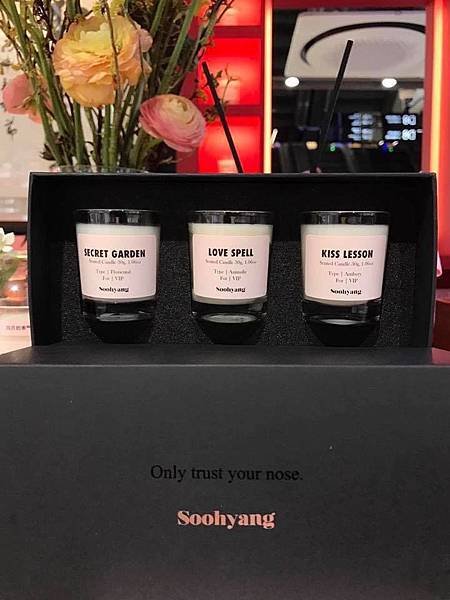 SECRET GARDEN
Scented Candle 30g, 1.06oz
Type | Floriental
For | VIP
Soohyang
LOVE SPELL
Scented Candle 30g, 1.06oz
Type | Aromatic
For | VIP
Soohyang
KISS LESSON
Scented Candle 30g, 1.06oz
Type | Ambery
For | VIP
Soohyang
Only trust your nose.
Soohyang